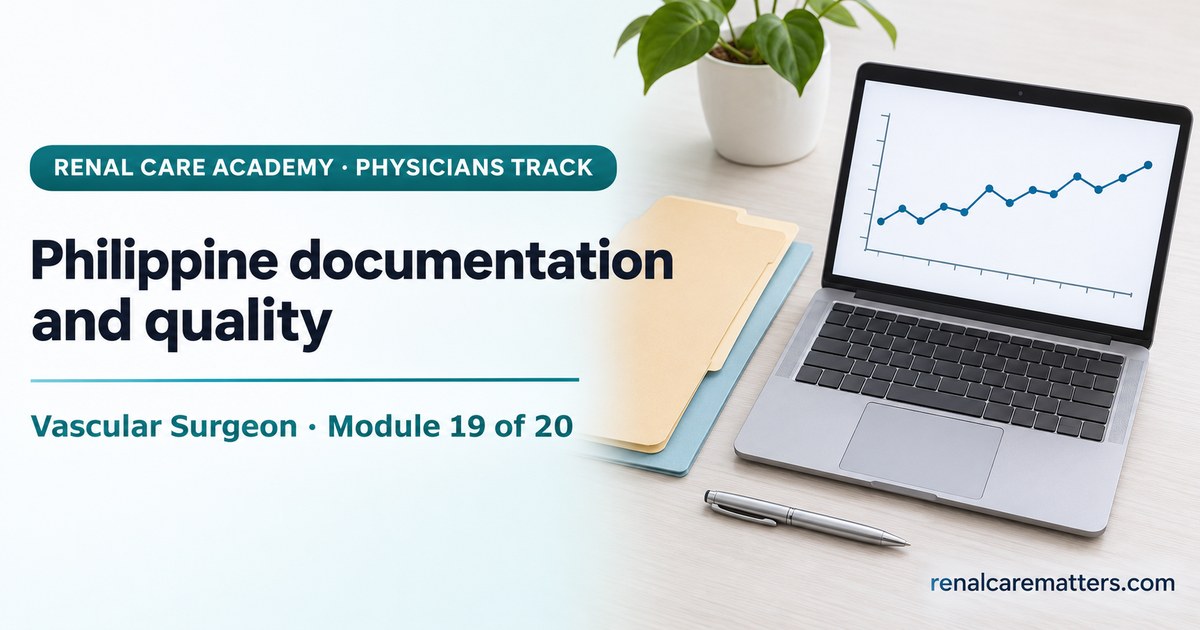 RENAL CARE ACADEMY · PHYSICIANS TRACK
Philippine documentation
and quality
Vascular Surgeon · Module 19 of 20
renalcarematters.com